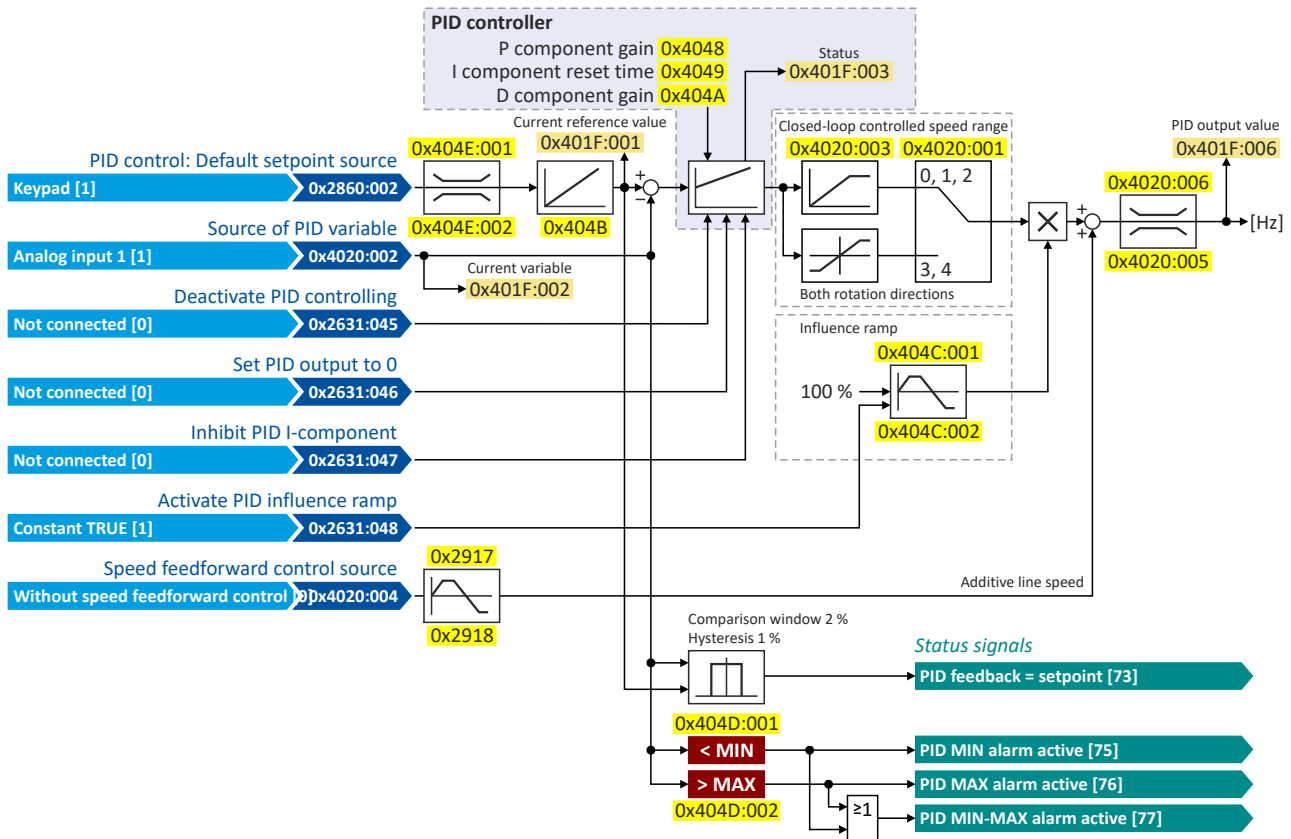 PID controller
P component gain 0x4048
I component reset time 0x4049
D component gain 0x404A
Status
0x401F:003
Current reference value
0x401F:001
Closed-loop controlled speed range
0x4020:003 0x4020:001
PID output value
0x401F:006
PID control: Default setpoint source
0x404E:001
Keypad [1] 0x2860:002
+
−
0, 1, 2
0x4020:006
0x404E:002
0x404B
+
+
[Hz]
Source of PID variable
Analog input 1 [1] 0x4020:002
0x4020:005
Current variable
0x401F:002
3, 4
Both rotation directions
Deactivate PID controlling
Not connected [0] 0x2631:045
Influence ramp
0x404C:001
Set PID output to 0
Not connected [0] 0x2631:046
100 %
0x404C:002
Inhibit PID I-component
Not connected [0] 0x2631:047
Activate PID influence ramp
Constant TRUE [1] 0x2631:048
Speed feedforward control source
0x2917
Without speed feedforward control [0] 0x4020:004
Additive line speed
0x2918
Comparison window 2 %
Hysteresis 1 %
Status signals
PID feedback = setpoint [73]
0x404D:001
< MIN
PID MIN alarm active [75]
> MAX
PID MAX alarm active [76]
0x404D:002
≥1
PID MIN-MAX alarm active [77]